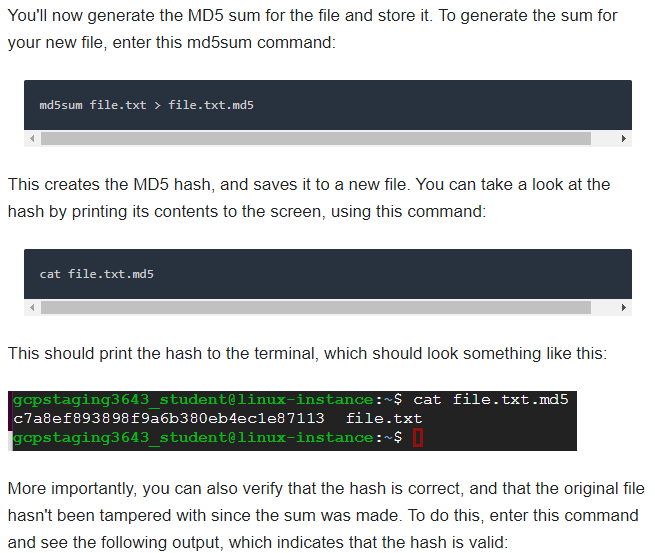 You'll now generate the MD5 sum for the file and store it. To generate the sum for
your new file, enter this md5sum command:
md5sum file.txt > file.txt.md5
This creates the MD5 hash, and saves it to a new file. You can take a look at the
hash by printing its contents to the screen, using this command:
cat file.txt.md5
This should print the hash to the terminal, which should look something like this:
gcpstaging3643_student@linux-instance:~$ cat file.txt.md5
c7a8ef893898f9a6b380eb4ec1e87113  file.txt
gcpstaging3643_student@linux-instance:~$
More importantly, you can also verify that the hash is correct, and that the original file
hasn't been tampered with since the sum was made. To do this, enter this command
and see the following output, which indicates that the hash is valid: